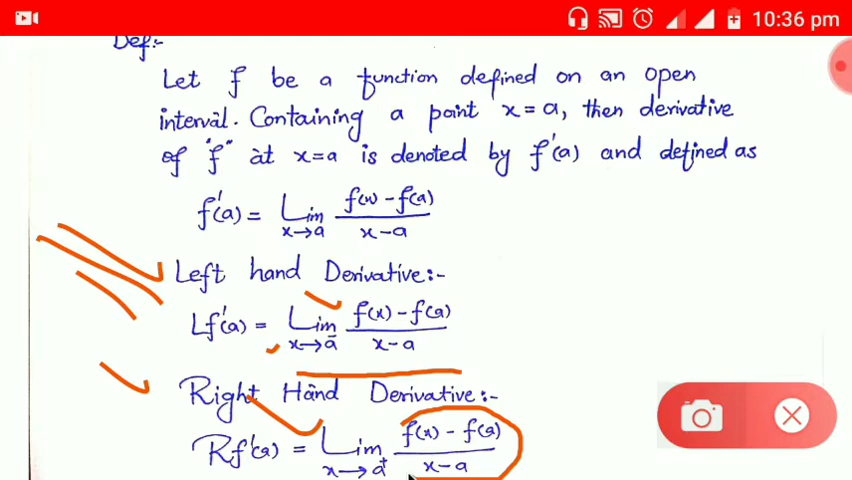 10:36 pm
Def:-
Let f be a function defined on an open
interval. Containing a point x=a, then derivative
of "f" at x=a is denoted by f'(a) and defined as
f'(a) = Lim x→a f(x) - f(a) / x-a
Left hand Derivative:-
Lf'(a) = Lim x→a⁻ f(x) - f(a) / x-a
Right Hand Derivative:-
Rf'(a) = Lim x→a⁺ f(x) - f(a) / x-a